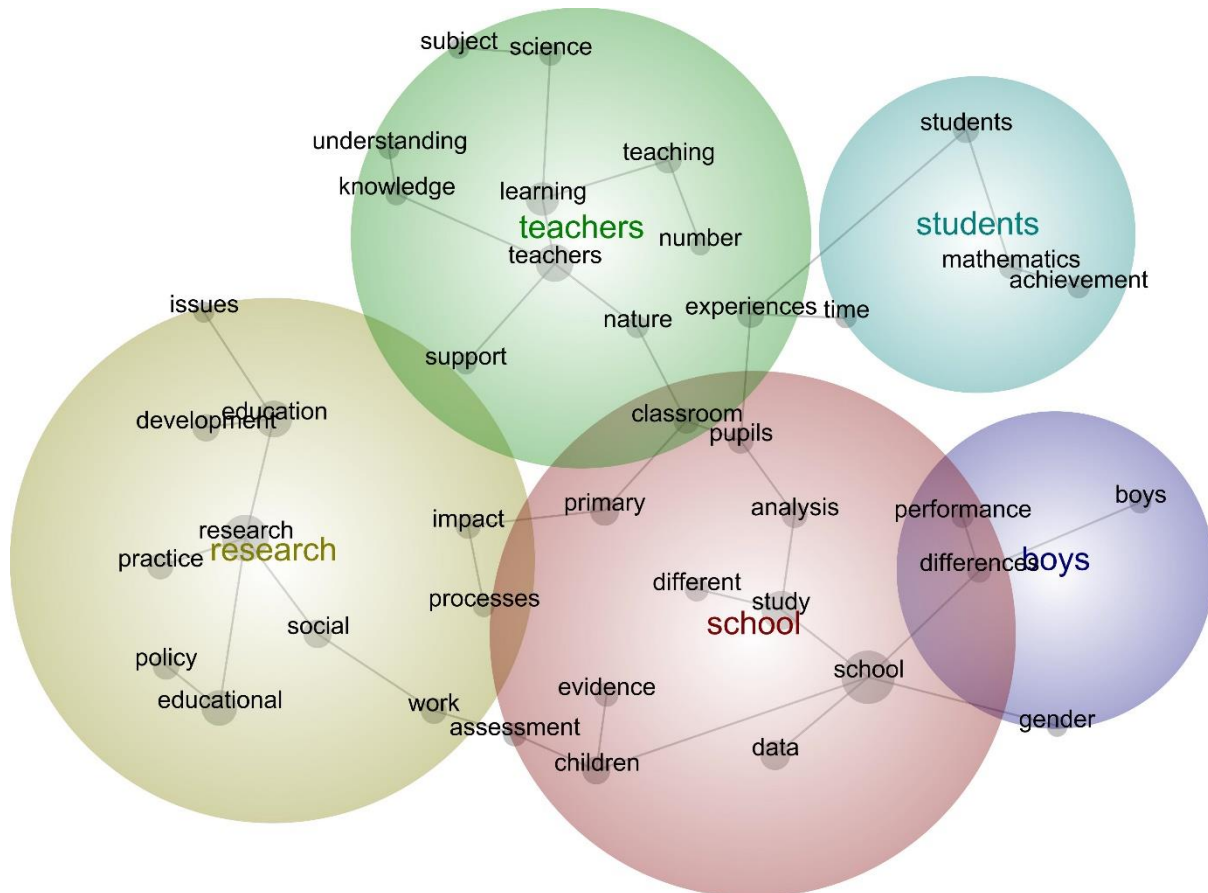 subject
science
students
understanding
teaching
knowledge
learning
teachers
students
number
teachers
mathematics
achievement
issues
experiences
time
nature
support
education
development
classroom
pupils
boys
impact
primary
analysis
performance
research
research
practice
differences
boys
different
processes
study
social
school
policy
school
educational
evidence
work
gender
assessment
data
children